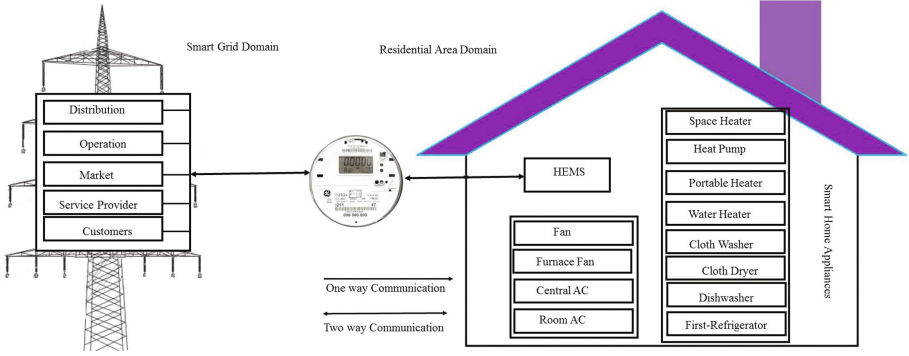 Smart Grid Domain
Residential Area Domain
Distribution
Operation
Market
Service Provider
Customers
HEMS
Fan
Furnace Fan
Central AC
Room AC
Space Heater
Heat Pump
Portable Heater
Water Heater
Cloth Washer
Cloth Dryer
Dishwasher
First-Refrigerator
Smart Home Appliances
One way Communication
Two way Communication